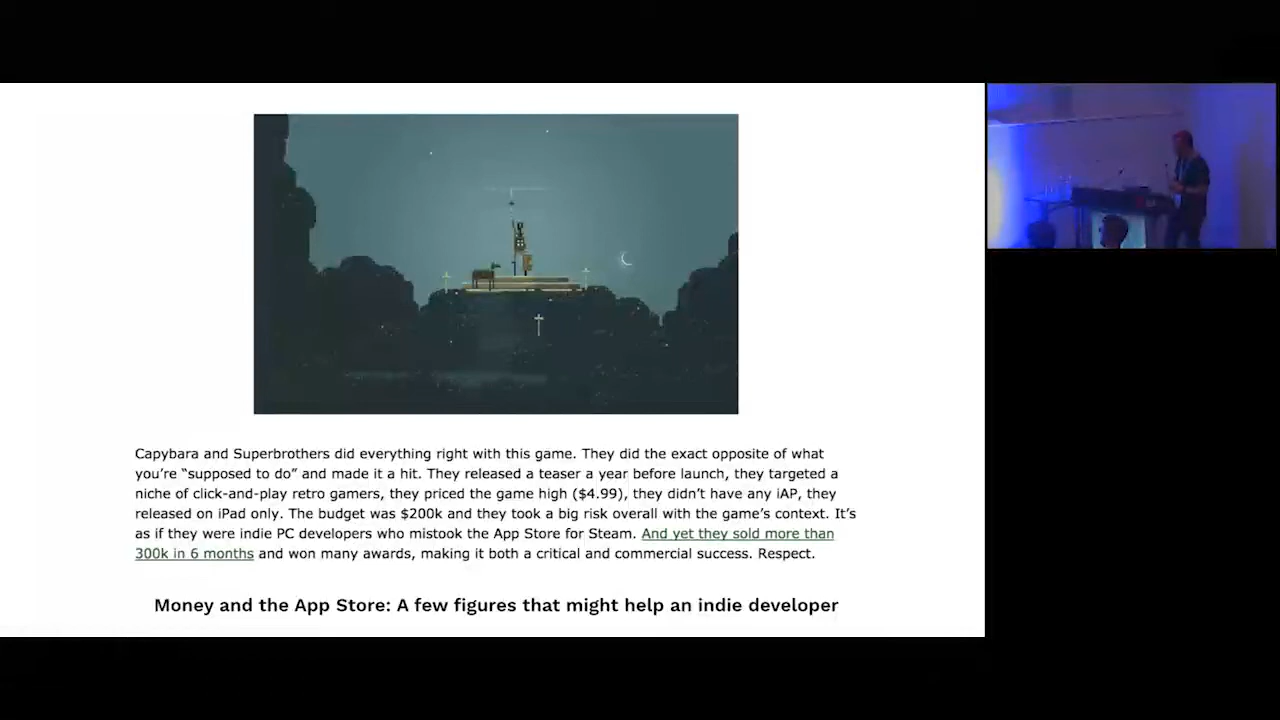 Capybara and Superbrothers did everything right with this game. They did the exact opposite of what
you’re “supposed to do” and made it a hit. They released a teaser a year before launch, they targeted a
niche of click-and-play retro gamers, they priced the game high ($4.99), they didn’t have any iAP, they
released on iPad only. The budget was $200k and they took a big risk overall with the game’s context. It’s
as if they were indie PC developers who mistook the App Store for Steam. And yet they sold more than
300k in 6 months and won many awards, making it both a critical and commercial success. Respect.
Money and the App Store: A few figures that might help an indie developer